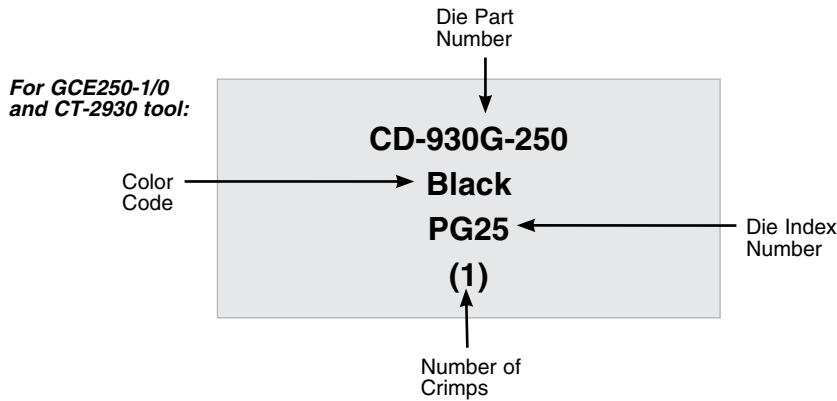 Die Part
Number
For GCE250-1/0
and CT-2930 tool:
CD-930G-250
Color
Code
Black
PG25
Die Index
Number
(1)
Number of
Crimps